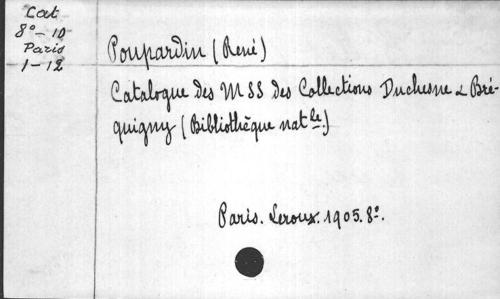 Cat
8 - 10
Paris
1-12
Poupardin (René)
Catalogue des MSS des Collections Duchesne & Bré-
quigny (Bibliothèque natle.)
Paris. Leroux. 1905. 8º.